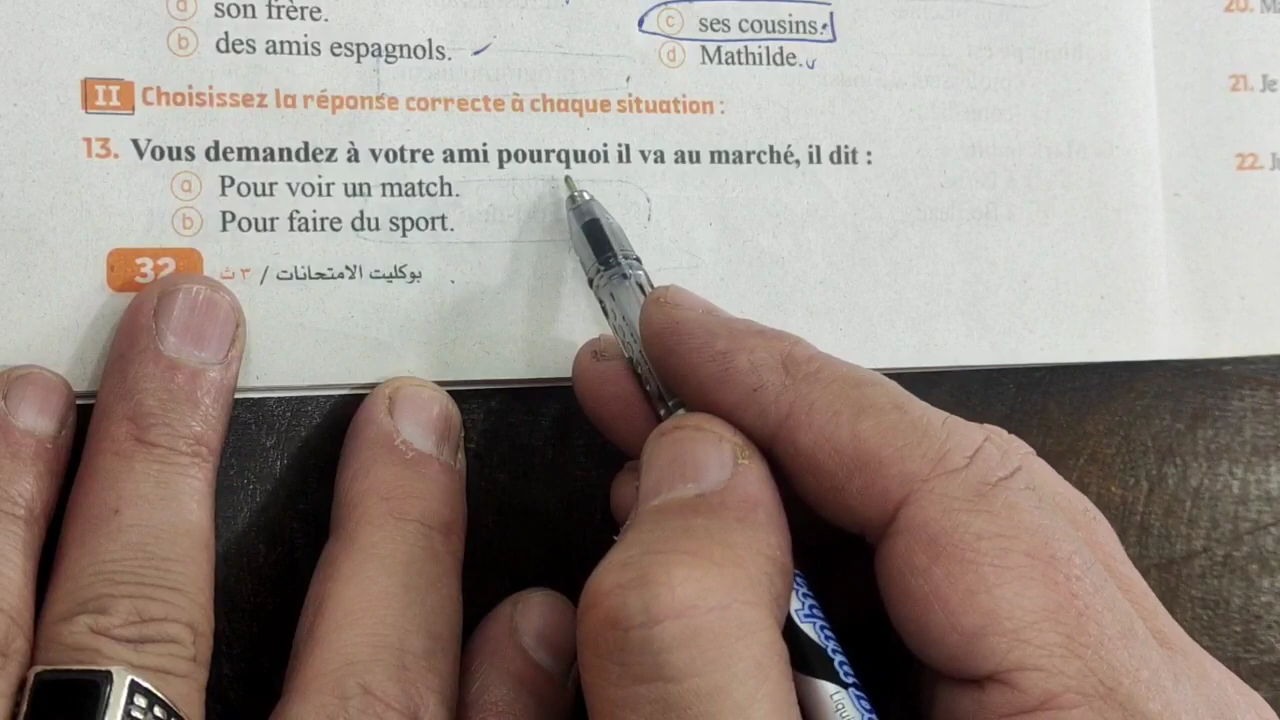 ⓐ son frère.
ⓑ des amis espagnols.
ⓒ ses cousins.
ⓓ Mathilde.
II Choisissez la réponse correcte à chaque situation :
13. Vous demandez à votre ami pourquoi il va au marché, il dit :
ⓐ Pour voir un match.
ⓑ Pour faire du sport.
32 بوكليت الامتحانات / ٣ ث
20. M
21. Je
22. J